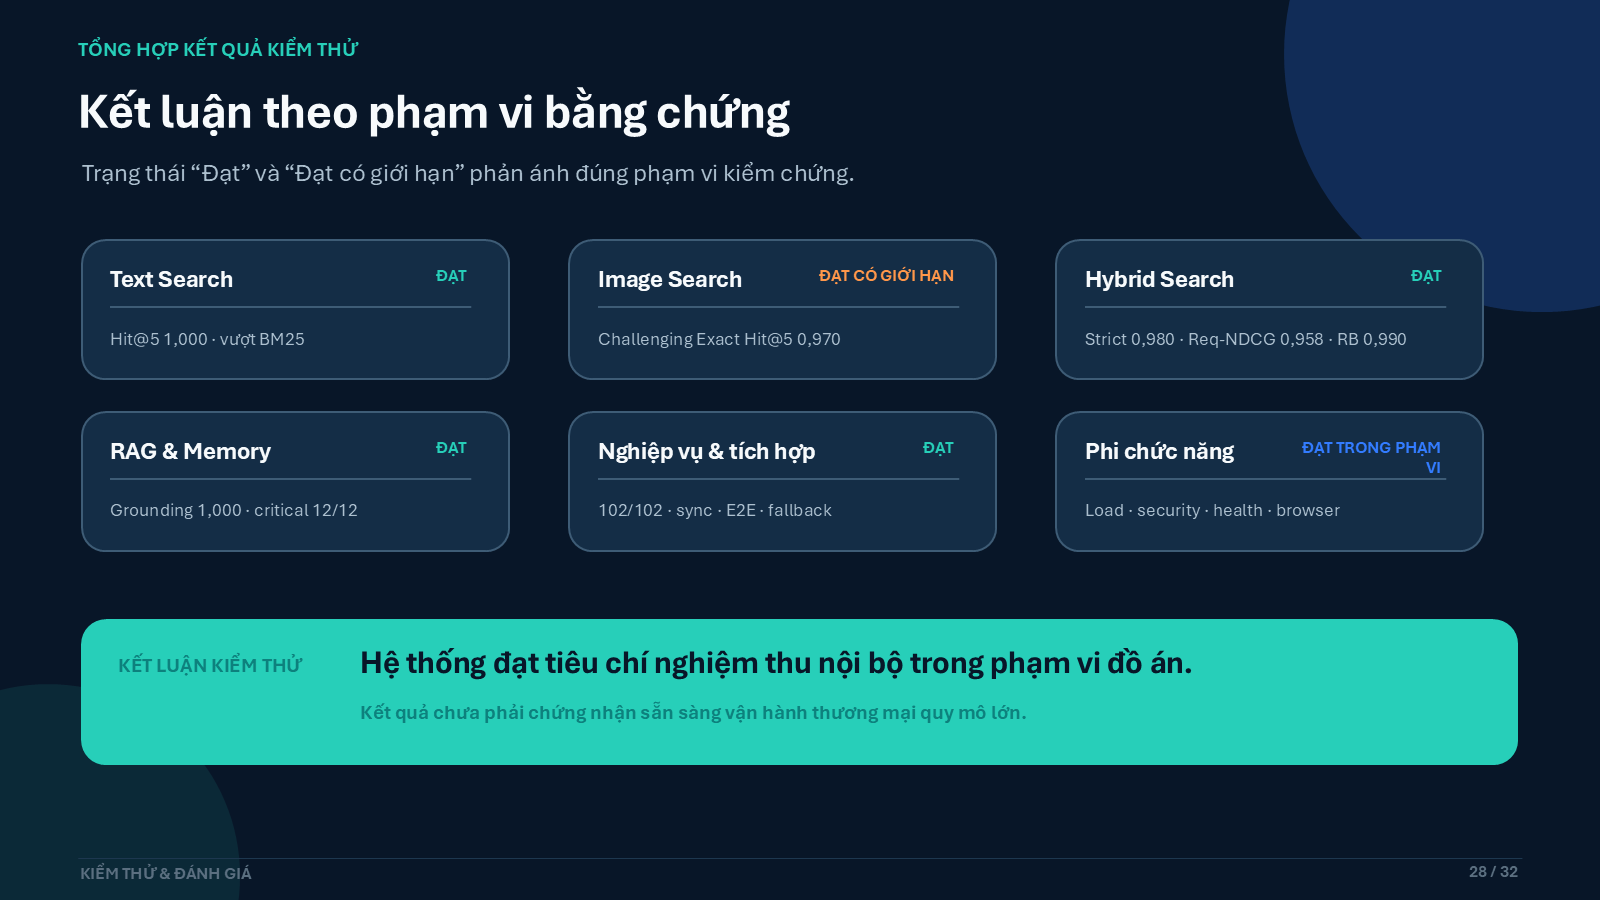 TỔNG HỢP KẾT QUẢ KIỂM THỬ
Kết luận theo phạm vi bằng chứng
Trạng thái “Đạt” và “Đạt có giới hạn” phản ánh đúng phạm vi kiểm chứng.
Text Search
ĐẠT
Hit@5 1,000 · vượt BM25
Image Search
ĐẠT CÓ GIỚI HẠN
Challenging Exact Hit@5 0,970
Hybrid Search
ĐẠT
Strict 0,980 · Req-NDCG 0,958 · RB 0,990
RAG & Memory
ĐẠT
Grounding 1,000 · critical 12/12
Nghiệp vụ & tích hợp
ĐẠT
102/102 · sync · E2E · fallback
Phi chức năng
ĐẠT TRONG PHẠM
VI
Load · security · health · browser
KẾT LUẬN KIỂM THỬ
Hệ thống đạt tiêu chí nghiệm thu nội bộ trong phạm vi đồ án.
Kết quả chưa phải chứng nhận sẵn sàng vận hành thương mại quy mô lớn.
KIỂM THỬ & ĐÁNH GIÁ
28 / 32